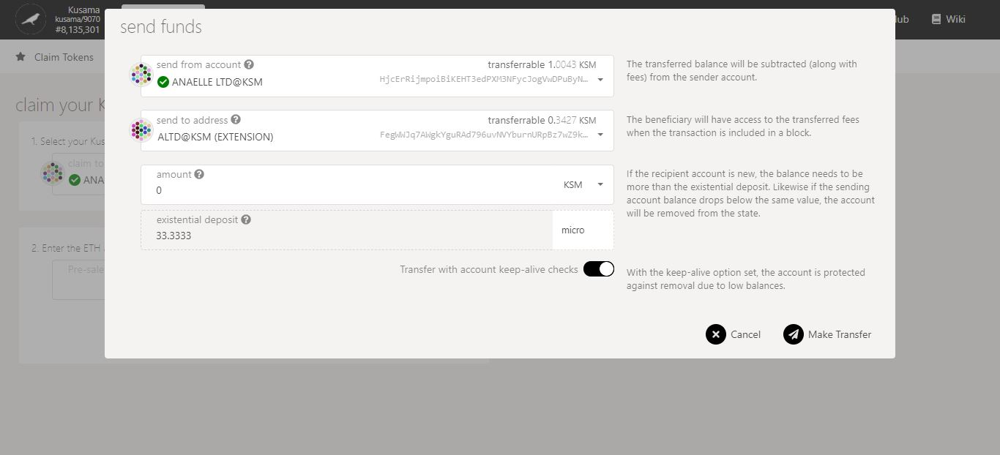 Kusama
kusama/9070
#8,135,301
Wiki
Claim Tokens
send funds
send from account
transferrable 1.0043 KSM
ANAELLE LTD@KSM
HjcErRijmpoiBiKEHT3edPXM3NFycJogVwDPuByN…
The transferred balance will be subtracted (along with
fees) from the sender account.
send to address
transferrable 0.3427 KSM
ALTD@KSM (EXTENSION)
FegWWJq7AWgkYguRAd796uvNVYburnURpBz7wZ9k…
The beneficiary will have access to the transferred fees
when the transaction is included in a block.
amount
0
KSM
If the recipient account is new, the balance needs to be
more than the existential deposit. Likewise if the sending
account balance drops below the same value, the account
will be removed from the state.
existential deposit
33.3333
micro
Transfer with account keep-alive checks
With the keep-alive option set, the account is protected
against removal due to low balances.
Cancel
Make Transfer
claim your K
1. Select your Kus
claim to
ANA
2. Enter the ETH
Pre-sale